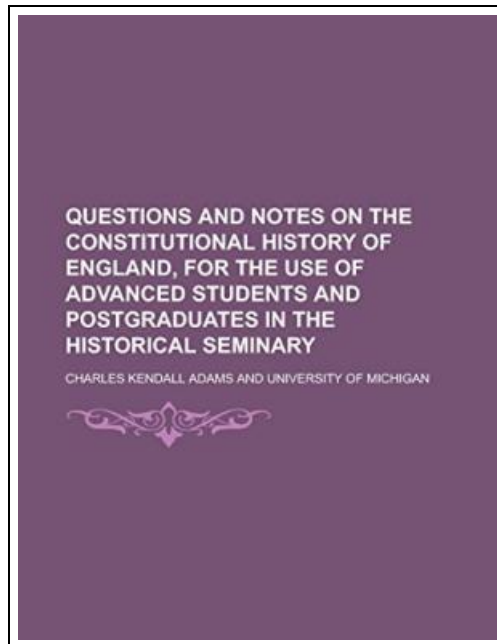 QUESTIONS AND NOTES ON THE
CONSTITUTIONAL HISTORY OF
ENGLAND, FOR THE USE OF
ADVANCED STUDENTS AND
POSTGRADUATES IN THE
HISTORICAL SEMINARY
CHARLES KENDALL ADAMS AND UNIVERSITY OF MICHIGAN